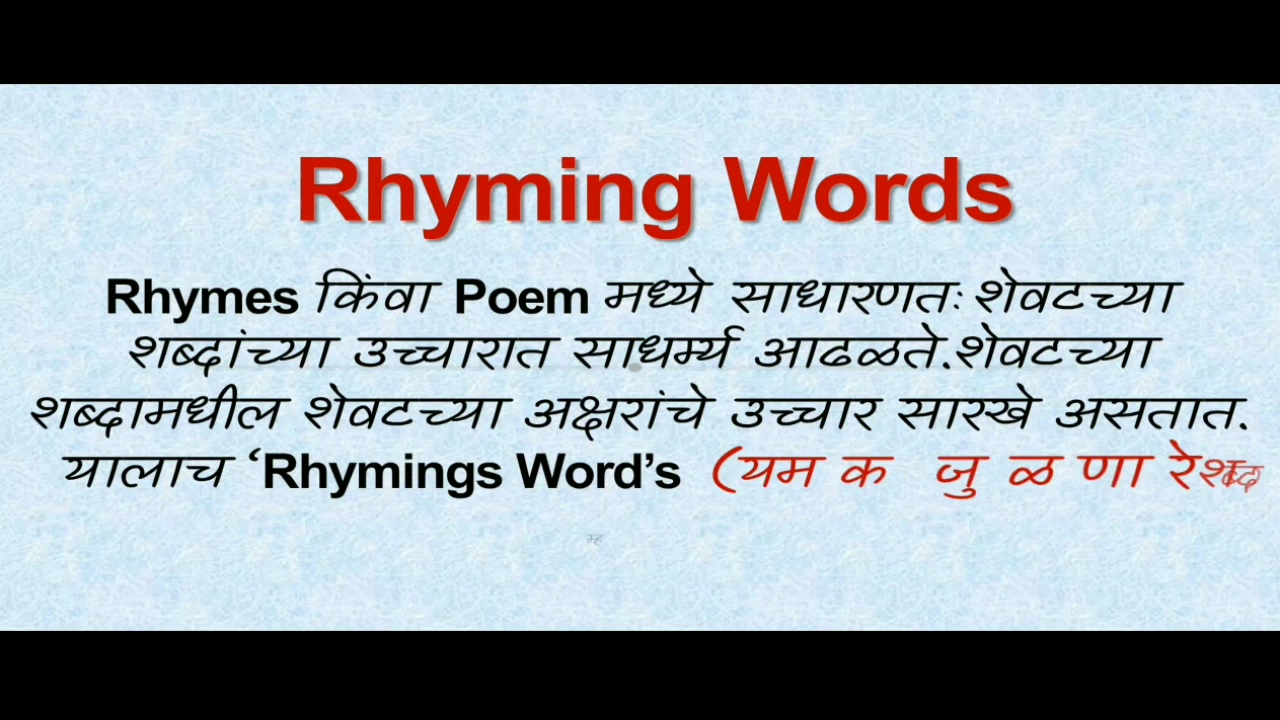 Rhyming Words
Rhymes किंवा Poem मध्ये साधारणतः शेवटच्या
शब्दांच्या उच्चारात साधर्म्य आढळते.शेवटच्या
शब्दामधील शेवटच्या अक्षरांचे उच्चार सारखे असतात.
यालाच ‘Rhymings Word’s (यम क जु ळ णा रे शब्द
म्ह